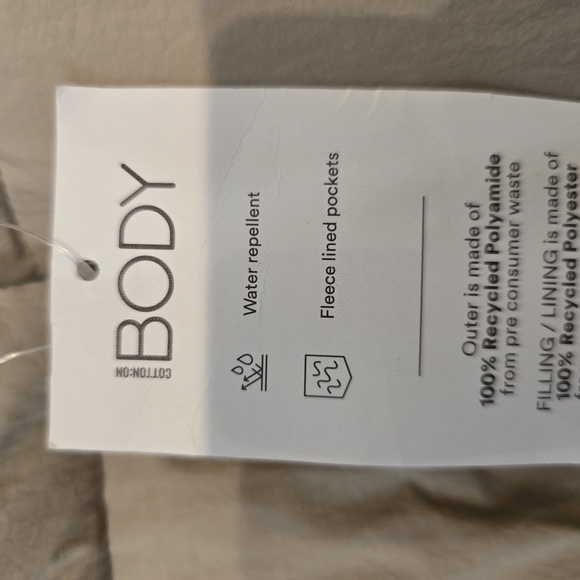 COTTON:ON
BODY
Water repellent
Fleece lined pockets
Outer is made of
100% Recycled Polyamide
from pre consumer waste
FILLING / LINING is made of
100% Recycled Polyester